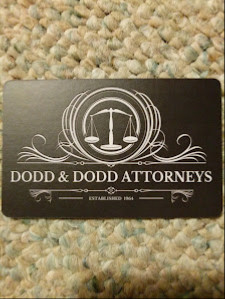 DODD & DODD ATTORNEYS
ESTABLISHED 1964